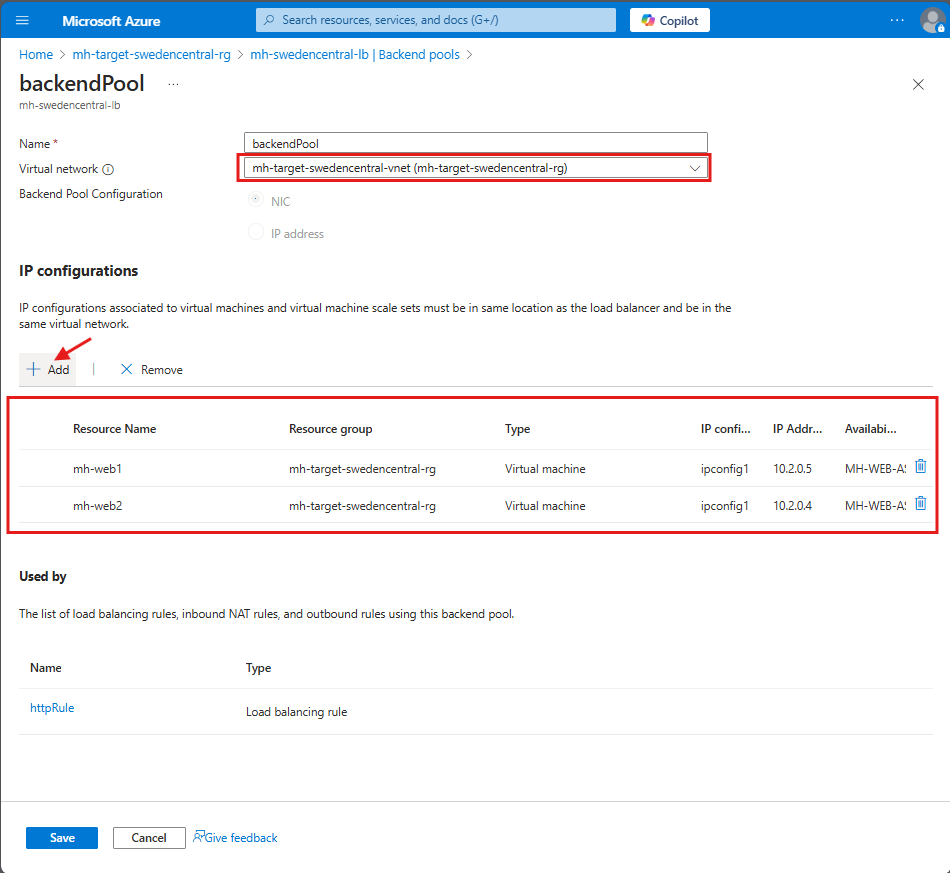 Microsoft Azure
Search resources, services, and docs (G+/)
Copilot
Home > mh-target-swedencentral-rg > mh-swedencentral-lb | Backend pools >
backendPool ...
mh-swedencentral-lb
Name *
backendPool
Virtual network
mh-target-swedencentral-vnet (mh-target-swedencentral-rg)
Backend Pool Configuration
NIC
IP address
IP configurations
IP configurations associated to virtual machines and virtual machine scale sets must be in same location as the load balancer and be in the
same virtual network.
+ Add | Remove
Resource Name Resource group Type IP confi... IP Addr... Availabi...
mh-web1 mh-target-swedencentral-rg Virtual machine ipconfig1 10.2.0.5 MH-WEB-AS
mh-web2 mh-target-swedencentral-rg Virtual machine ipconfig1 10.2.0.4 MH-WEB-AS
Used by
The list of load balancing rules, inbound NAT rules, and outbound rules using this backend pool.
Name Type
httpRule Load balancing rule
Save Cancel Give feedback